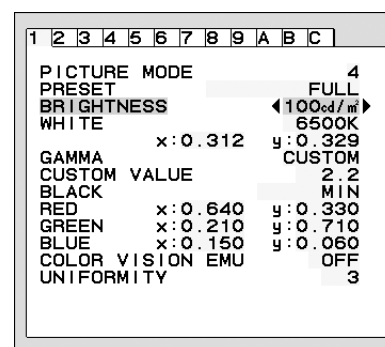 1 2 3 4 5 6 7 8 9 A B C
PICTURE MODE 4
PRESET FULL
BRIGHTNESS 100cd/㎡
WHITE 6500K
x:0.312 y:0.329
GAMMA CUSTOM
CUSTOM VALUE 2.2
BLACK MIN
RED x:0.640 y:0.330
GREEN x:0.210 y:0.710
BLUE x:0.150 y:0.060
COLOR VISION EMU OFF
UNIFORMITY 3